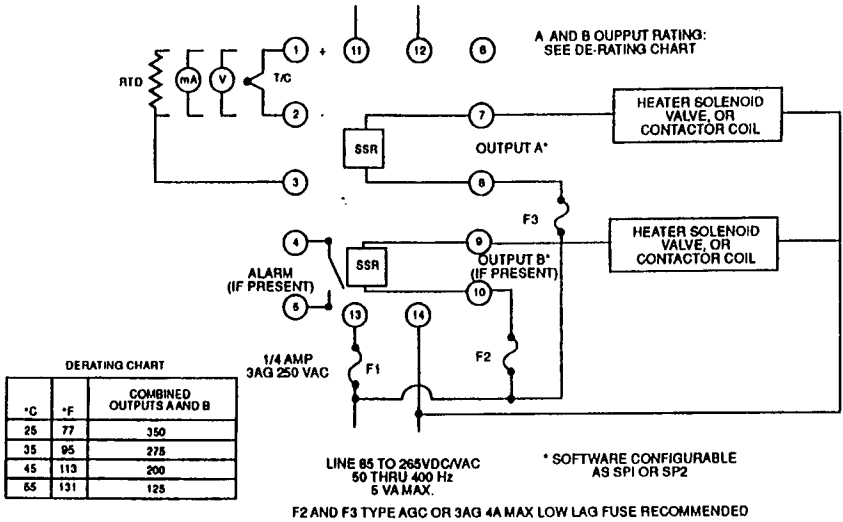 A AND B OUPPUT RATING:
SEE DE-RATING CHART
1
+
11
12
6
RTD
mA
V
T/C
2
-
7
HEATER SOLENOID
VALVE, OR
CONTACTOR COIL
SSR
OUTPUT A*
3
8
F3
4
9
HEATER SOLENOID
VALVE, OR
CONTACTOR COIL
ALARM
(IF PRESENT)
SSR
OUTPUT B*
(IF PRESENT)
10
5
13
14
1/4 AMP
3AG 250 VAC
F1
F2
DERATING CHART
°C °F COMBINED
OUTPUTS A AND B
25 77 350
35 95 275
45 113 200
55 131 125
LINE 85 TO 265VDC/VAC
50 THRU 400 Hz
5 VA MAX.
* SOFTWARE CONFIGURABLE
AS SP1 OR SP2
F2 AND F3 TYPE AGC OR 3AG 4A MAX LOW LAG FUSE RECOMMENDED